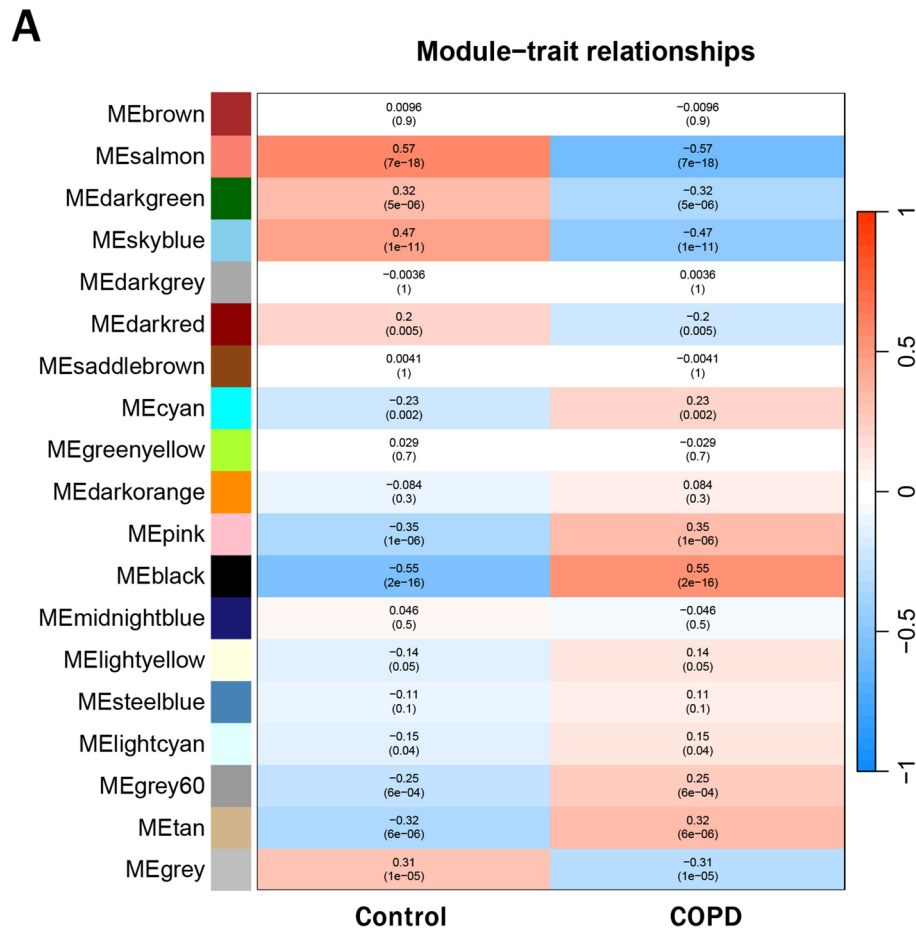 A
Module−trait relationships
MEbrown
0.0096
(0.9)
−0.0096
(0.9)
MEsalmon
0.57
(7e−18)
−0.57
(7e−18)
MEdarkgreen
0.32
(5e−06)
−0.32
(5e−06)
MEskyblue
0.47
(1e−11)
−0.47
(1e−11)
MEdarkgrey
−0.0036
(1)
0.0036
(1)
MEdarkred
0.2
(0.005)
−0.2
(0.005)
MEsaddlebrown
0.0041
(1)
−0.0041
(1)
MEcyan
−0.23
(0.002)
0.23
(0.002)
MEgreenyellow
0.029
(0.7)
−0.029
(0.7)
MEdarkorange
−0.084
(0.3)
0.084
(0.3)
MEpink
−0.35
(1e−06)
0.35
(1e−06)
MEblack
−0.55
(2e−16)
0.55
(2e−16)
MEmidnightblue
0.046
(0.5)
−0.046
(0.5)
MElightyellow
−0.14
(0.05)
0.14
(0.05)
MEsteelblue
−0.11
(0.1)
0.11
(0.1)
MElightcyan
−0.15
(0.04)
0.15
(0.04)
MEgrey60
−0.25
(6e−04)
0.25
(6e−04)
MEtan
−0.32
(6e−06)
0.32
(6e−06)
MEgrey
0.31
(1e−05)
−0.31
(1e−05)
Control
COPD
1
0.5
0
−0.5
−1